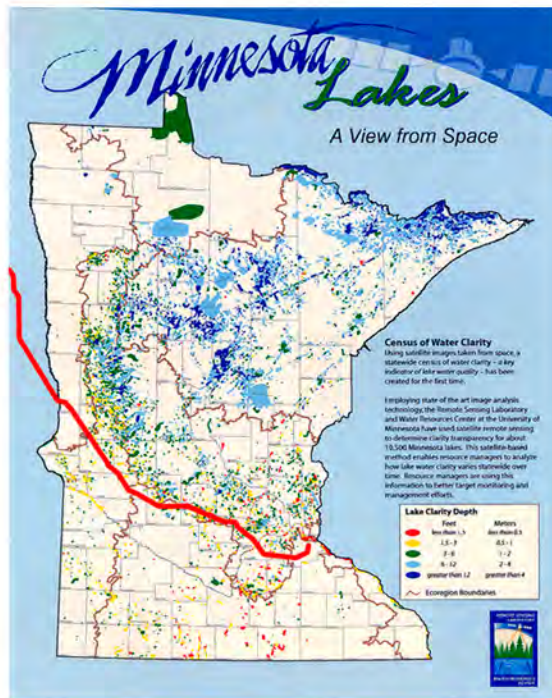 Minnesota
Lakes
A View from Space
Census of Water Clarity
Using satellite images taken from space, a
statewide census of water clarity – a key
indicator of lake water quality – has been
created for the first time.
Employing state of the art image analysis
technology, the Remote Sensing Laboratory
and Water Resources Center at the University of
Minnesota have used satellite remote sensing
to determine clarity transparency for about
10,500 Minnesota lakes. This satellite-based
method enables resource managers to analyze
how lake water clarity varies statewide over
time. Resource managers are using this
information to better target monitoring and
management efforts.
Lake Clarity Depth
Feet Meters
less than 1.5 less than 0.5
1.5 - 3 0.5 - 1
3 - 6 1 - 2
6 - 12 2 - 4
greater than 12 greater than 4
Ecoregion Boundaries
REMOTE SENSING
LABORATORY